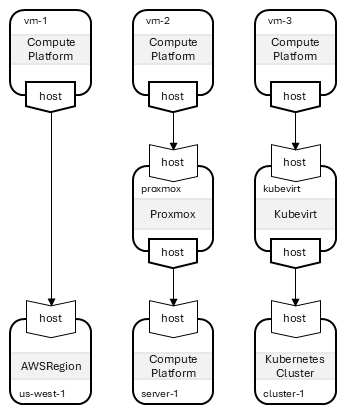 vm-1
Compute
Platform
host
vm-2
Compute
Platform
host
vm-3
Compute
Platform
host
host
proxmox
Proxmox
host
host
kubevirt
Kubevirt
host
host
AWSRegion
us-west-1
host
Compute
Platform
server-1
host
Kubernetes
Cluster
cluster-1